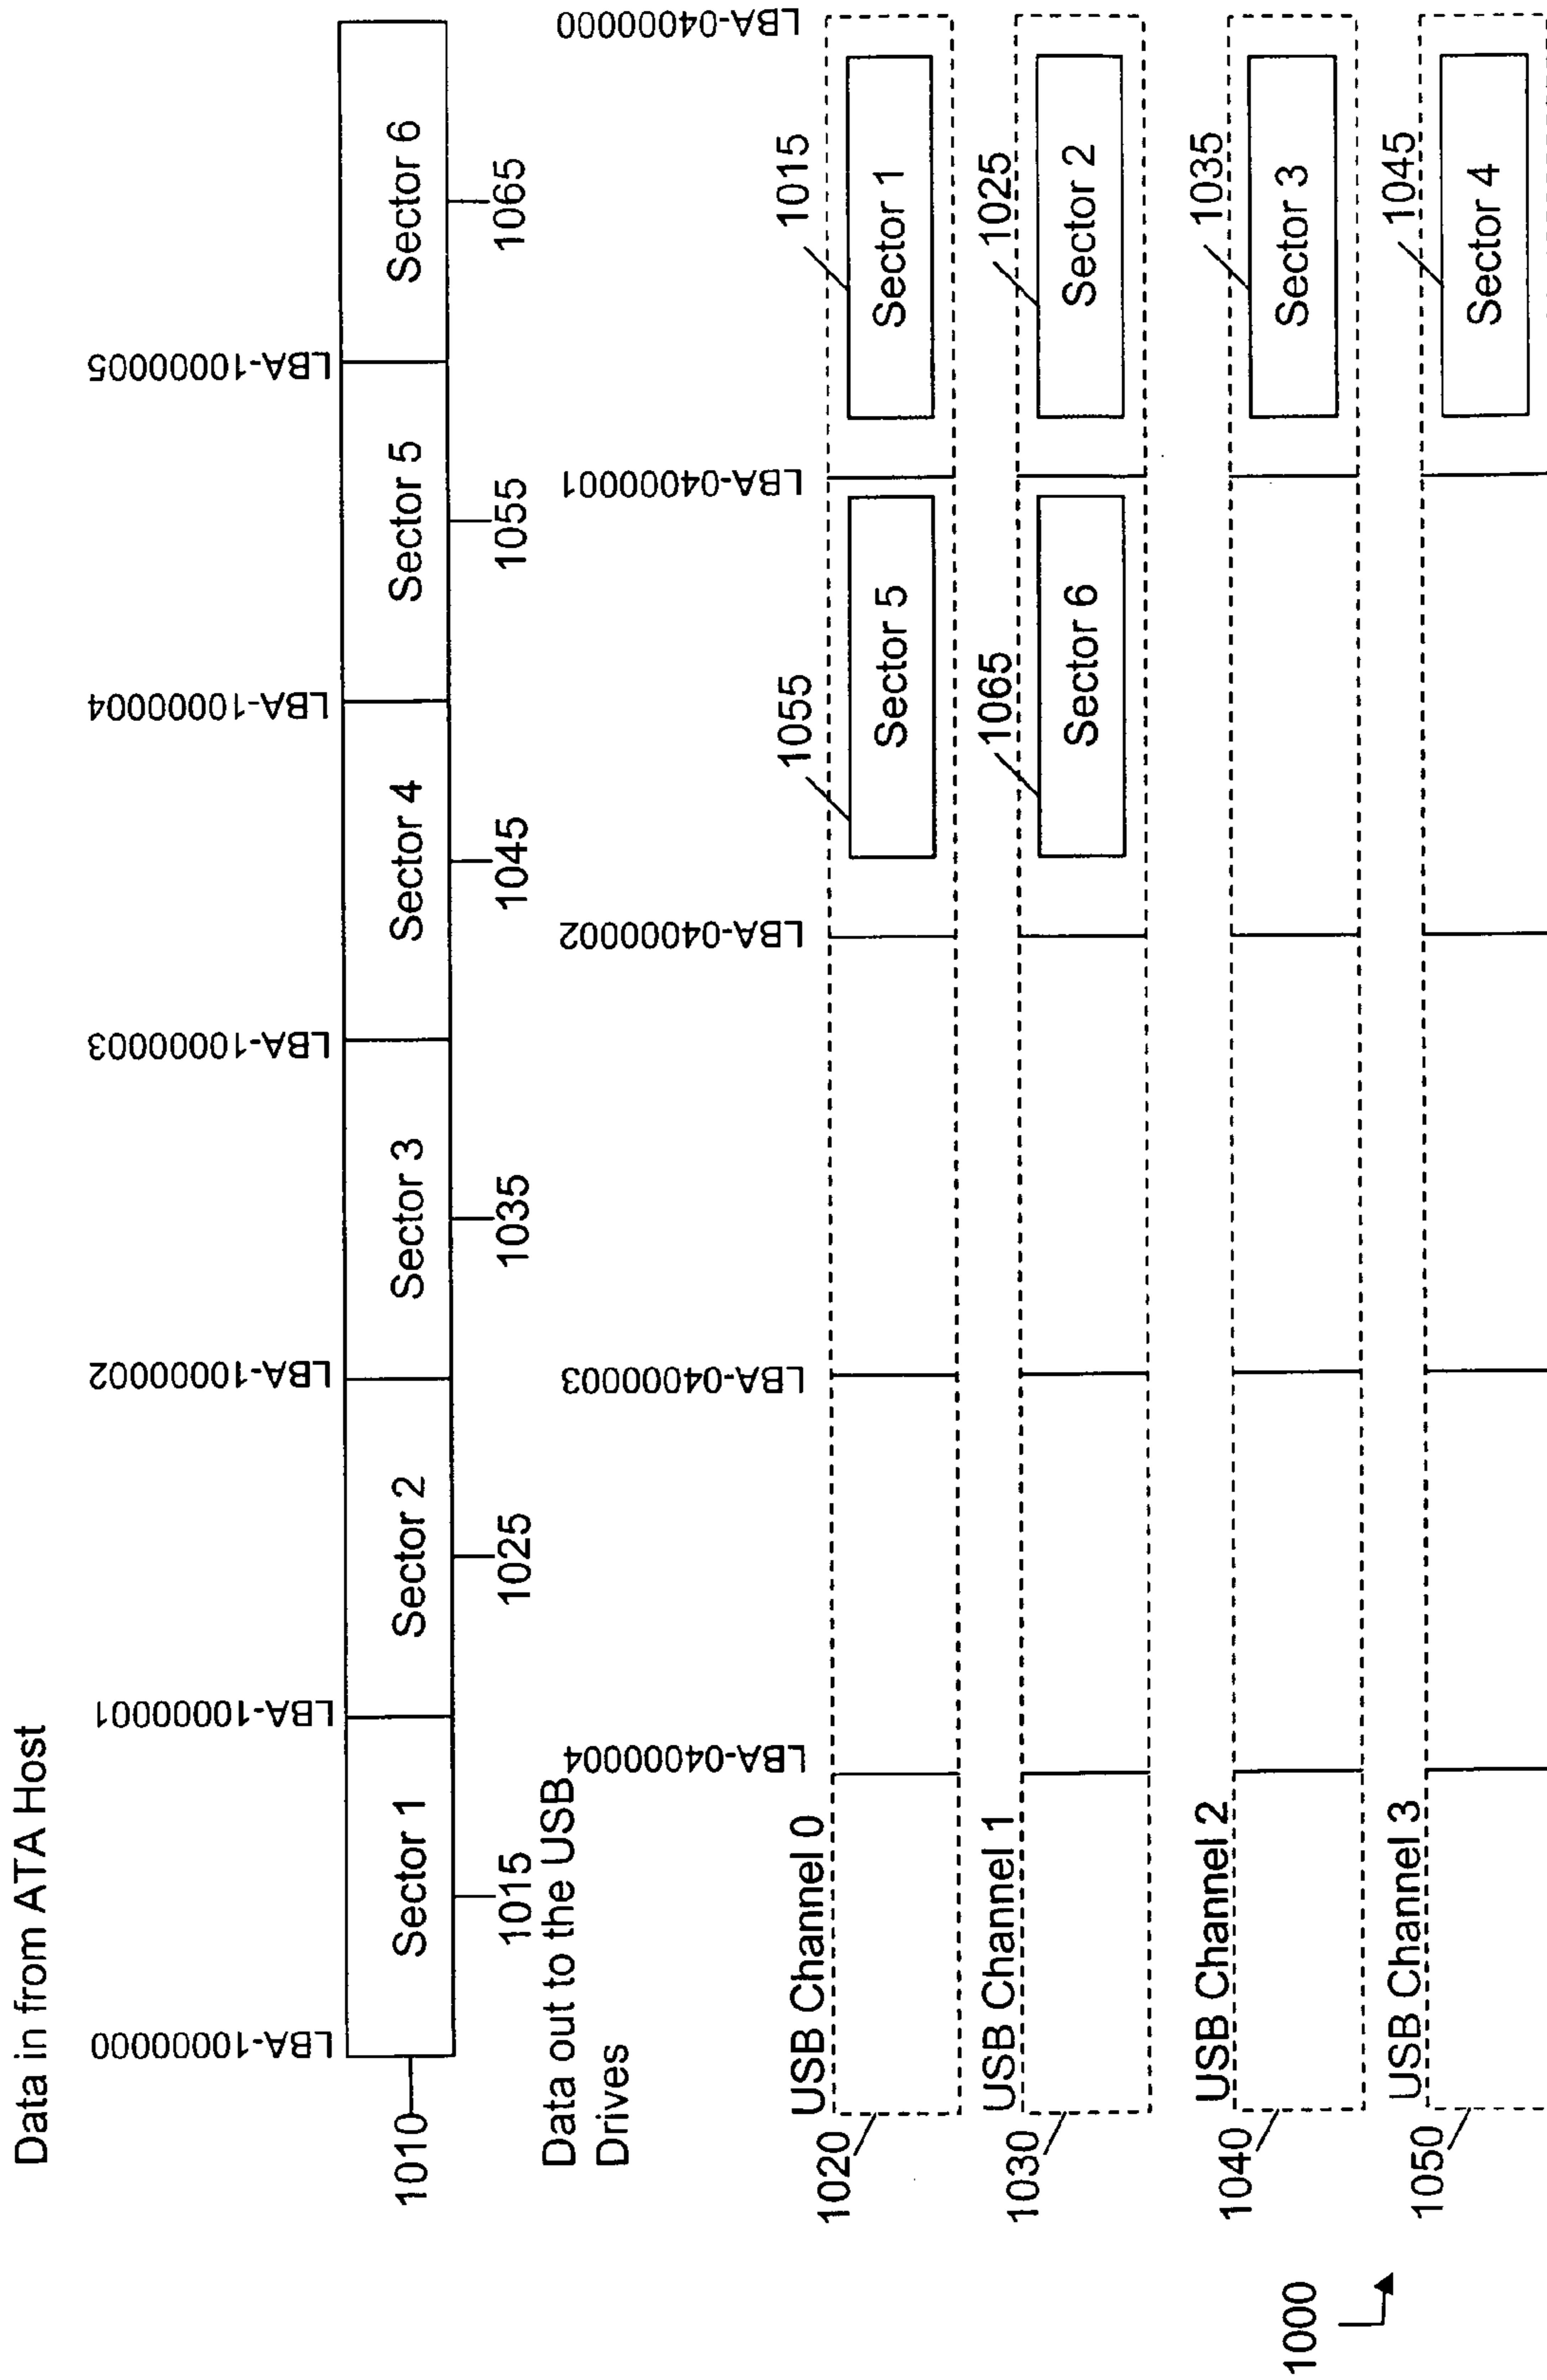 Data in from ATA Host
LBA-10000000
LBA-10000001
LBA-10000002
LBA-10000003
LBA-10000004
LBA-10000005
1010
Sector 1
Sector 2
Sector 3
Sector 4
Sector 5
Sector 6
1015
1025
1035
1045
1055
1065
Data out to the USB
Drives
LBA-04000004
LBA-04000003
LBA-04000002
LBA-04000001
LBA-04000000
USB Channel 0
1055
1015
1020
Sector 5
Sector 1
USB Channel 1
1065
1025
1030
Sector 6
Sector 2
USB Channel 2
1035
1040
Sector 3
USB Channel 3
1045
1050
Sector 4
1000